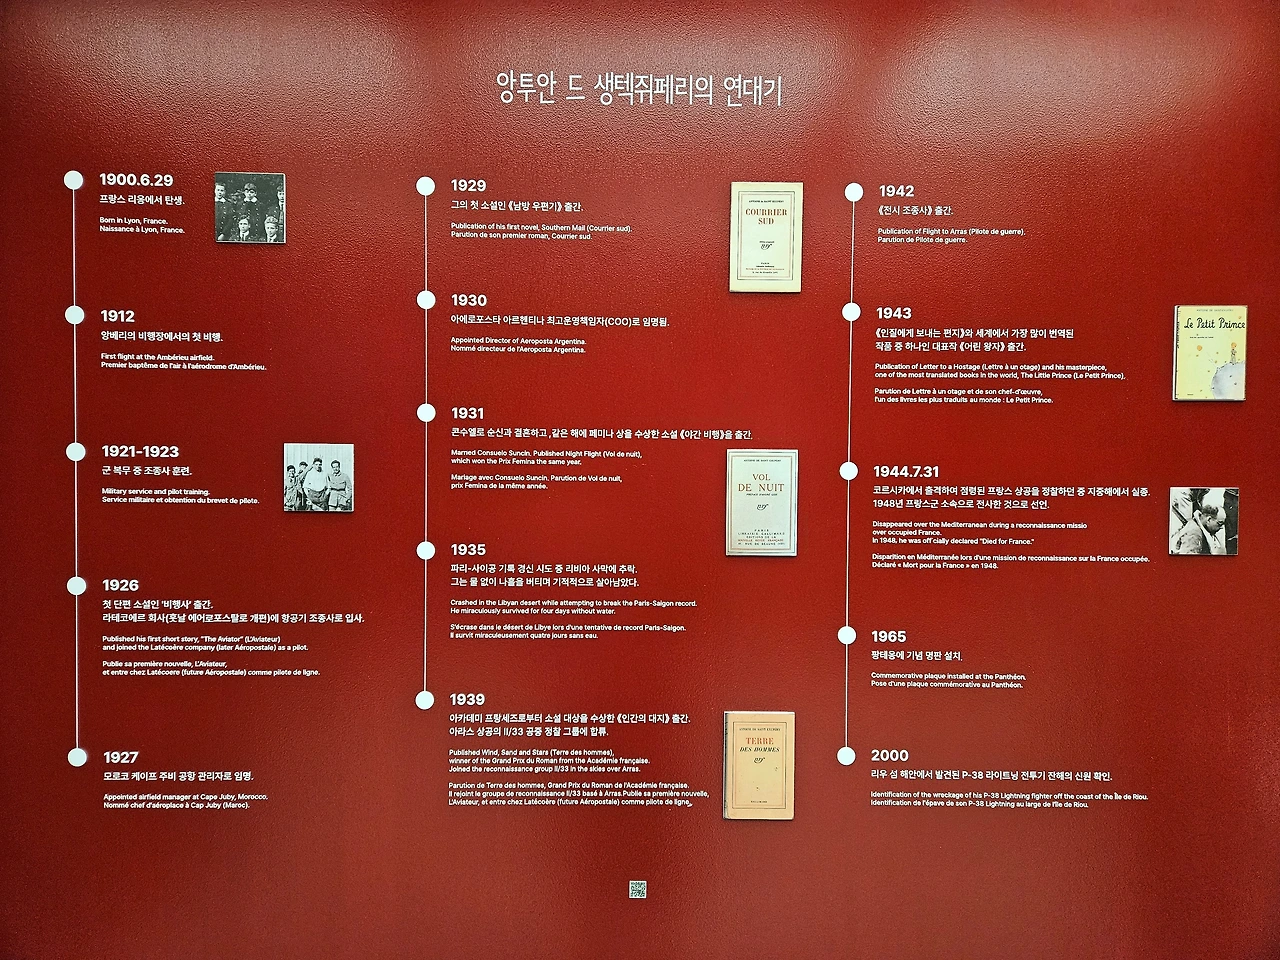 앙투안 드 생텍쥐페리의 연대기
1900.6.29
프랑스 리옹에서 탄생.
Born in Lyon, France.
Naissance à Lyon, France.
1912
앙베리의 비행장에서의 첫 비행.
First flight at the Ambérieu airfield.
Premier baptême de l'air à l'aérodrome d'Ambérieu.
1921-1923
군 복무 중 조종사 훈련.
Military service and pilot training.
Service militaire et obtention du brevet de pilote.
1926
첫 단편 소설인 '비행사' 출간.
라테코에르 회사(훗날 에어로포스탈로 개편)에 항공기 조종사로 입사.
Published his first short story, "The Aviator" (L'Aviateur)
and joined the Latécoère company (later Aéropostale) as a pilot.
Publie sa première nouvelle, L'Aviateur,
et entre chez Latécoère (future Aéropostale) comme pilote de ligne.
1927
모로코 케이프 주비 공항 관리자로 임명.
Appointed airfield manager at Cape Juby, Morocco.
Nommé chef d'aéroplace à Cap Juby (Maroc).
1929
그의 첫 소설인 《남방 우편기》 출간.
Publication of his first novel, Southern Mail (Courrier sud).
Parution de son premier roman, Courrier sud.
COURRIER
SUD
nrf
PARIS
1930
아에로포스타 아르헨티나 최고운영책임자(COO)로 임명됨.
Appointed Director of Aeroposta Argentina.
Nommé directeur de l'Aeroposta Argentina.
1931
콘수엘로 순신과 결혼하고, 같은 해에 페미나 상을 수상한 소설 《야간 비행》을 출간.
Married Consuelo Suncin. Published Night Flight (Vol de nuit),
which won the Prix Femina the same year.
Mariage avec Consuelo Suncin. Parution de Vol de nuit,
prix Femina de la même année.
ANTOINE DE SAINT-EXUPÉRY
VOL
DE NUIT
PRÉFACE D'ANDRÉ GIDE
nrf
PARIS
LIBRAIRIE GALLIMARD
1935
파리-사이공 기록 경신 시도 중 리비아 사막에 추락.
그는 물 없이 나흘을 버티며 기적적으로 살아남았다.
Crashed in the Libyan desert while attempting to break the Paris-Saigon record.
He miraculously survived for four days without water.
S'écrase dans le désert de Libye lors d'une tentative de record Paris-Saigon.
Il survit miraculeusement quatre jours sans eau.
1939
아카데미 프랑세즈로부터 소설 대상을 수상한 《인간의 대지》 출간.
아라스 상공의 II/33 공중 정찰 그룹에 합류.
Published Wind, Sand and Stars (Terre des hommes),
winner of the Grand Prix du Roman from the Académie française.
Joined the reconnaissance group II/33 in the skies over Arras.
Parution de Terre des hommes, Grand Prix du Roman de l'Académie française.
Il rejoint le groupe de reconnaissance II/33 basé à Arras.Publie sa première nouvelle,
L'Aviateur, et entre chez Latécoère (future Aéropostale) comme pilote de ligne,
ANTOINE DE SAINT-EXUPÉRY
TERRE
DES HOMMES
nrf
GALLIMARD
1942
《전시 조종사》 출간.
Publication of Flight to Arras (Pilote de guerre).
Parution de Pilote de guerre.
1943
《인질에게 보내는 편지》와 세계에서 가장 많이 번역된
작품 중 하나인 대표작 《어린 왕자》 출간.
Publication of Letter to a Hostage (Lettre à un otage) and his masterpiece,
one of the most translated books in the world, The Little Prince (Le Petit Prince),
Parution de Lettre à un otage et de son chef-d'œuvre,
l'un des livres les plus traduits au monde : Le Petit Prince.
Le Petit Prince
1944.7.31
코르시카에서 출격하여 점령된 프랑스 상공을 정찰하던 중 지중해에서 실종.
1948년 프랑스군 소속으로 전사한 것으로 선언.
Disappeared over the Mediterranean during a reconnaissance missio
over occupied France.
In 1948, he was off cially declared "Died for France."
Disparition en Méditerranée lors d'une mission de reconnaissance sur la France occupée.
Déclaré « Mort pour la France » en 1948.
1965
팡테옹에 기념 명판 설치.
Commemorative plaque installed at the Panthéon.
Pose d'une plaque commémorative au Panthéon.
2000
리우 섬 해안에서 발견된 P-38 라이트닝 전투기 잔해의 신원 확인.
Identification of the wreckage of his P-38 Lightning fighter off the coast of the Île de Riou.
Identification de l'épave de son P-38 Lightning au large de l'île de Riou.